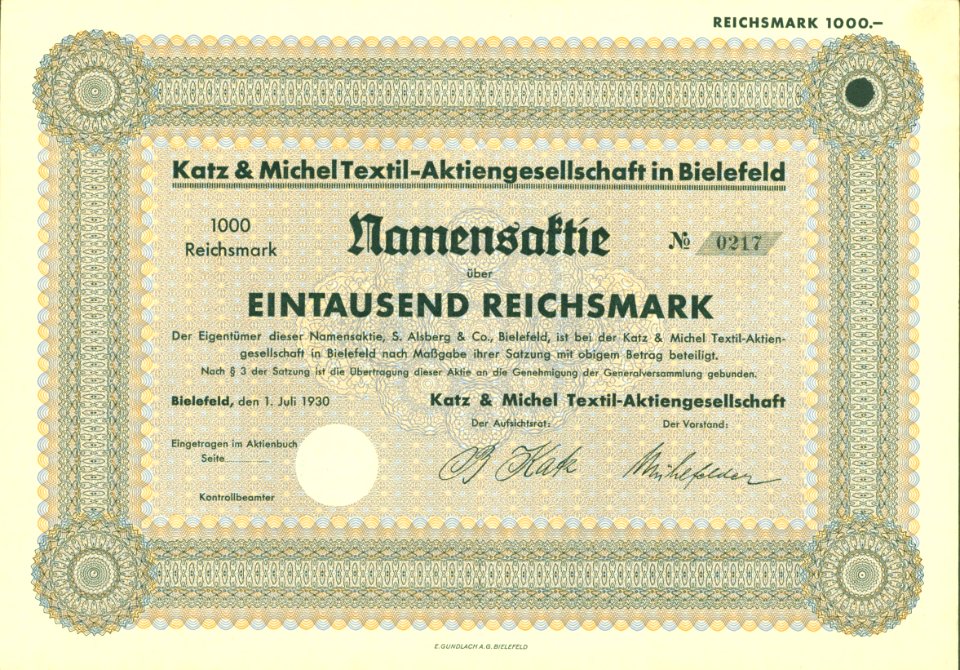 REICHSMARK 1000.–
Katz & Michel Textil-Aktiengesellschaft in Bielefeld
1000
Reichsmark
Namensaktie
№ 0217
über
EINTAUSEND REICHSMARK
Der Eigentümer dieser Namensaktie, S. Alsberg & Co., Bielefeld, ist bei der Katz & Michel Textil-Aktien-
gesellschaft in Bielefeld nach Maßgabe ihrer Satzung mit obigem Betrag beteiligt.
Nach § 3 der Satzung ist die Übertragung dieser Aktie an die Genehmigung der Generalversammlung gebunden.
Bielefeld, den 1. Juli 1930
Katz & Michel Textil-Aktiengesellschaft
Der Aufsichtsrat:
Der Vorstand:
Eingetragen im Aktienbuch
Seite
B Katz
Mühlfelder
Kontrollbeamter
E. GUNDLACH A. G., BIELEFELD